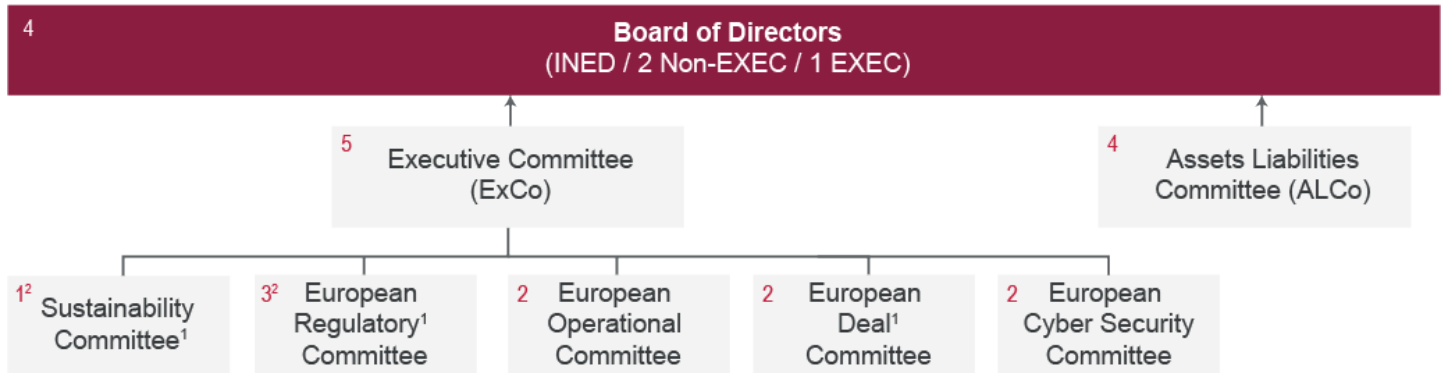 4
Board of Directors
(INED / 2 Non-EXEC / 1 EXEC)
5
Executive Committee
(ExCo)
4
Assets Liabilities
Committee (ALCo)
1²
Sustainability
Committee¹
3²
European
Regulatory¹
Committee
2
European
Operational
Committee
2
European
Deal¹
Committee
2
European
Cyber Security
Committee